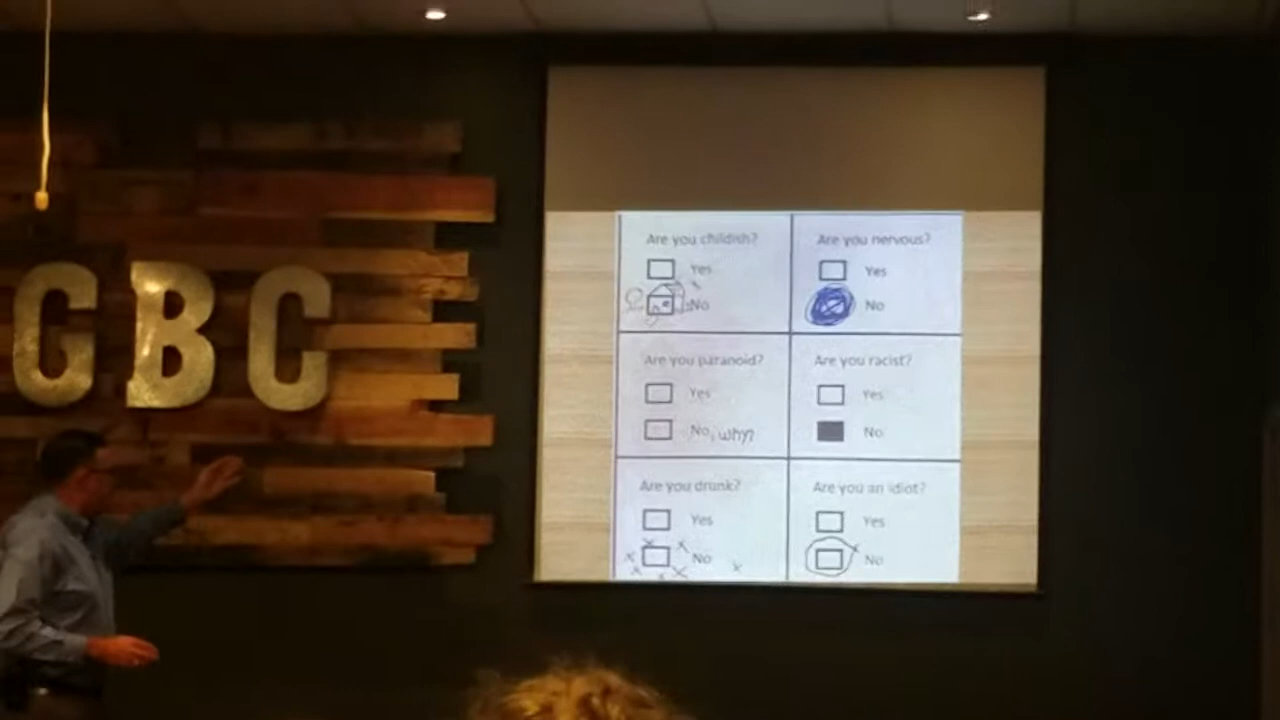 GBC
Are you childish?
Yes
No
Are you nervous?
Yes
No
Are you paranoid?
Yes
No, why?
Are you racist?
Yes
No
Are you drunk?
Yes
No
Are you an idiot?
Yes
No